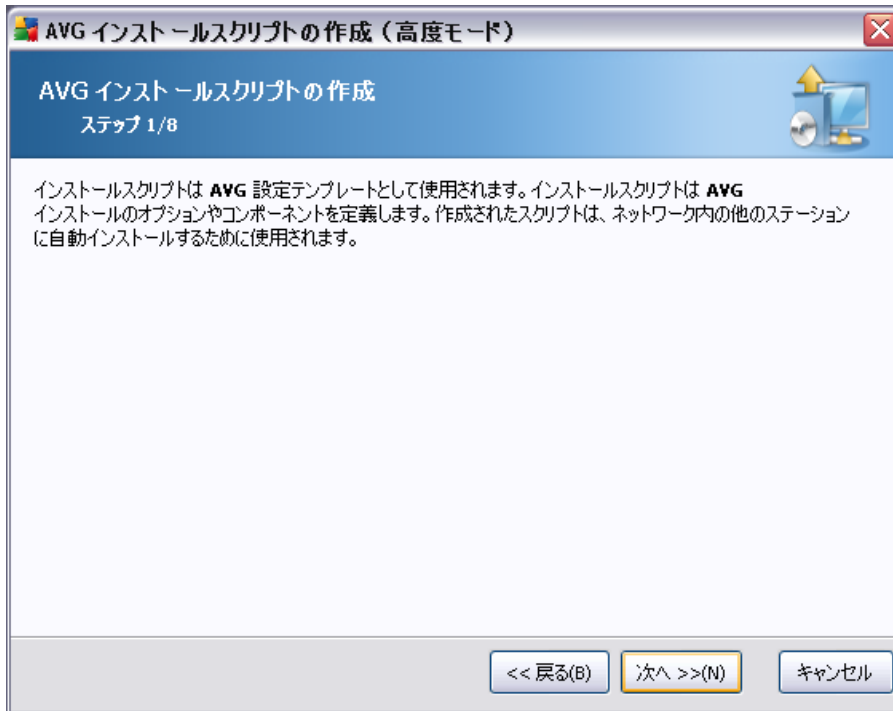 AVG インストールスクリプトの作成（高度モード）
AVG インストールスクリプトの作成
ステップ 1/8
インストールスクリプトは AVG 設定テンプレートとして使用されます。インストールスクリプトは AVG
インストールのオプションやコンポーネントを定義します。作成されたスクリプトは、ネットワーク内の他のステーション
に自動インストールするために使用されます。
<< 戻る(B)
次へ >>(N)
キャンセル